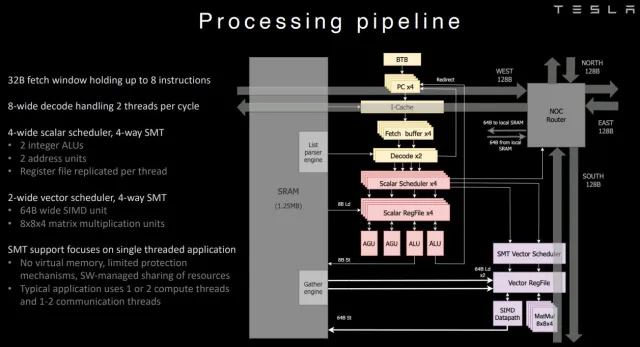 TESLA
Processing pipeline
32B fetch window holding up to 8 instructions
8-wide decode handling 2 threads per cycle
4-wide scalar scheduler, 4-way SMT
• 2 integer ALUs
• 2 address units
• Register file replicated per thread
2-wide vector scheduler, 4-way SMT
• 64B wide SIMD unit
• 8x8x4 matrix multiplication units
SMT support focuses on single threaded application
• No virtual memory, limited protection
mechanisms, SW-managed sharing of resources
• Typical application uses 1 or 2 compute threads
and 1-2 communication threads
SRAM
(1.25MB)
List
parser
engine
Gather
engine
BTB
Redirect
PC x4
I-Cache
Fetch buffer x4
Decode x2
Scalar Scheduler x4
8B Ld
Scalar RegFile x4
AGU
AGU
ALU
ALU
8B St
WEST
128B
NORTH
128B
NOC
Router
EAST
128B
SOUTH
128B
64B to local SRAM
64B from local
SRAM
SMT Vector Scheduler
64B Ld
x2
Vector RegFile
SIMD
Datapath
MatMul
8x8x4
64B St